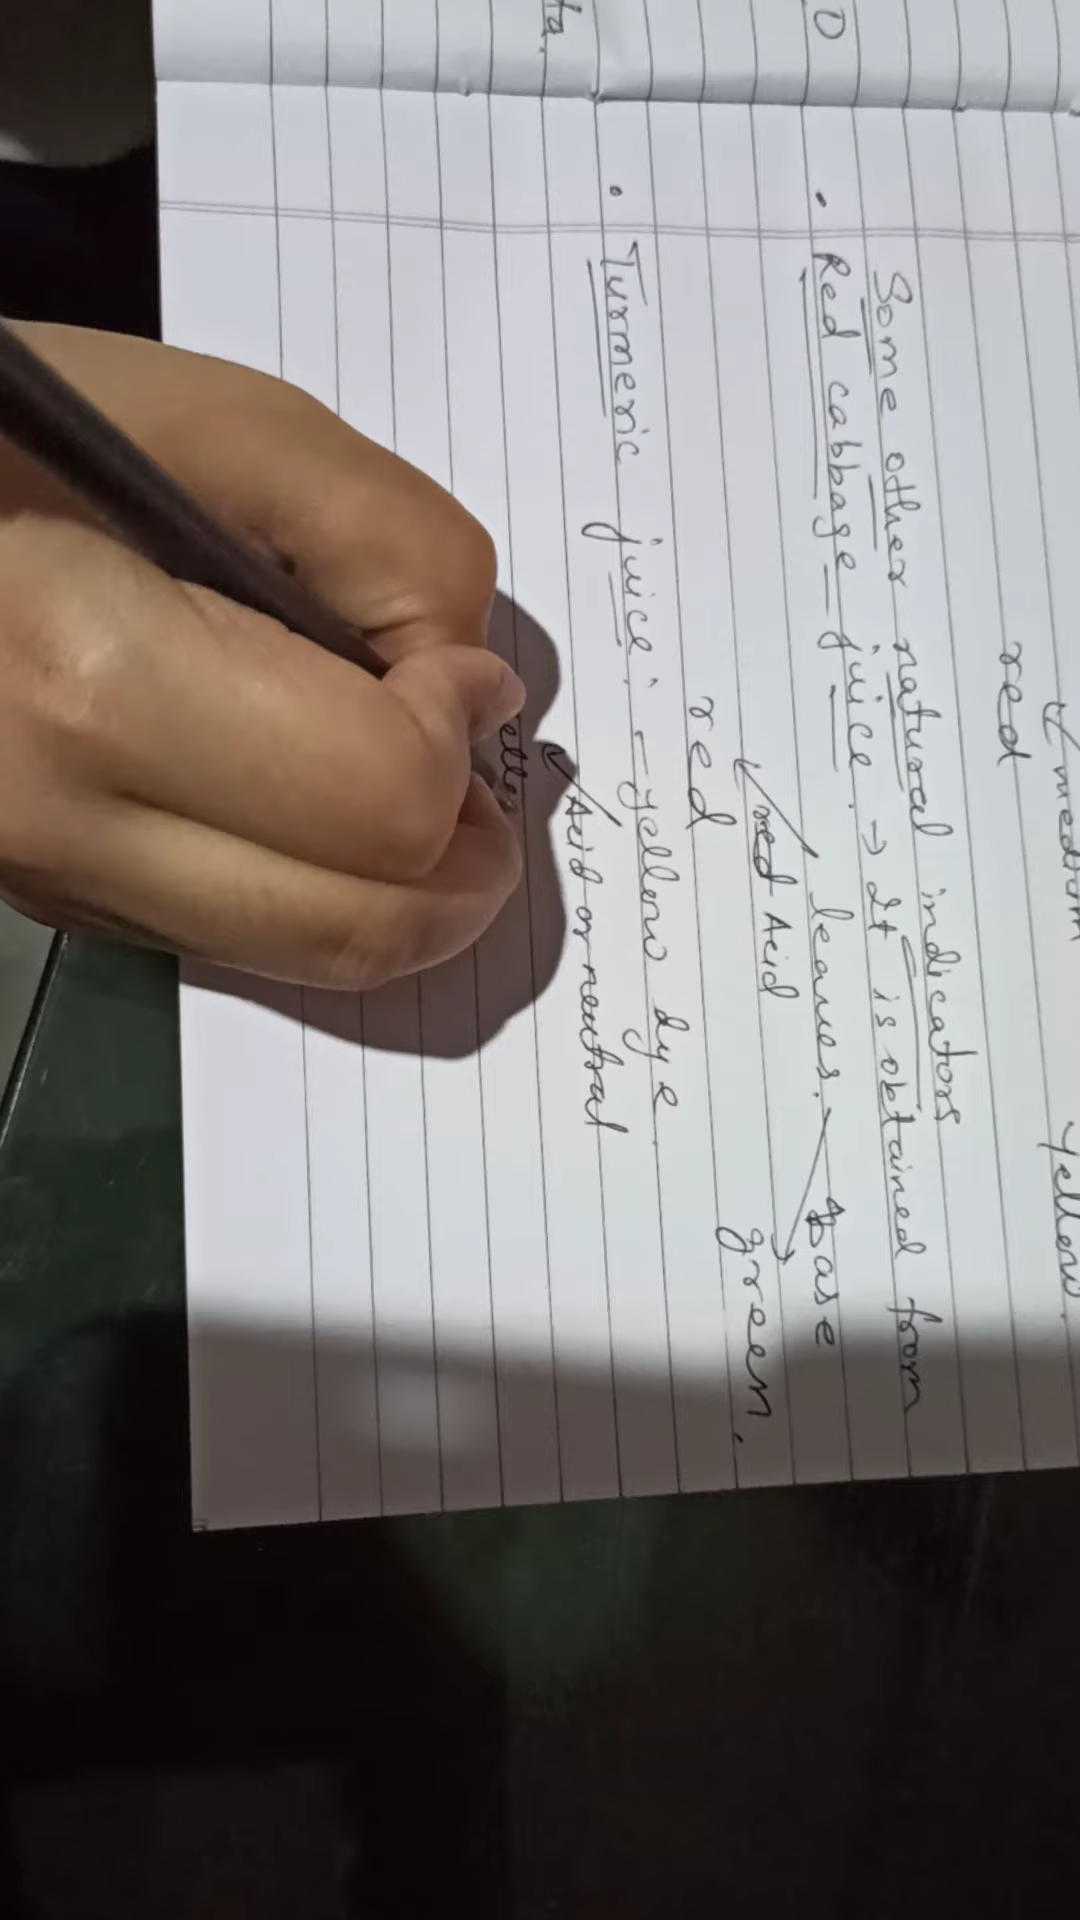 medium
red yellow.
Some other natural indicators
• Red cabbage juice. → It is obtained from
leaves. Base
red Acid
red green.
• Turmeric juice; - yellow dye
Acid or neutral